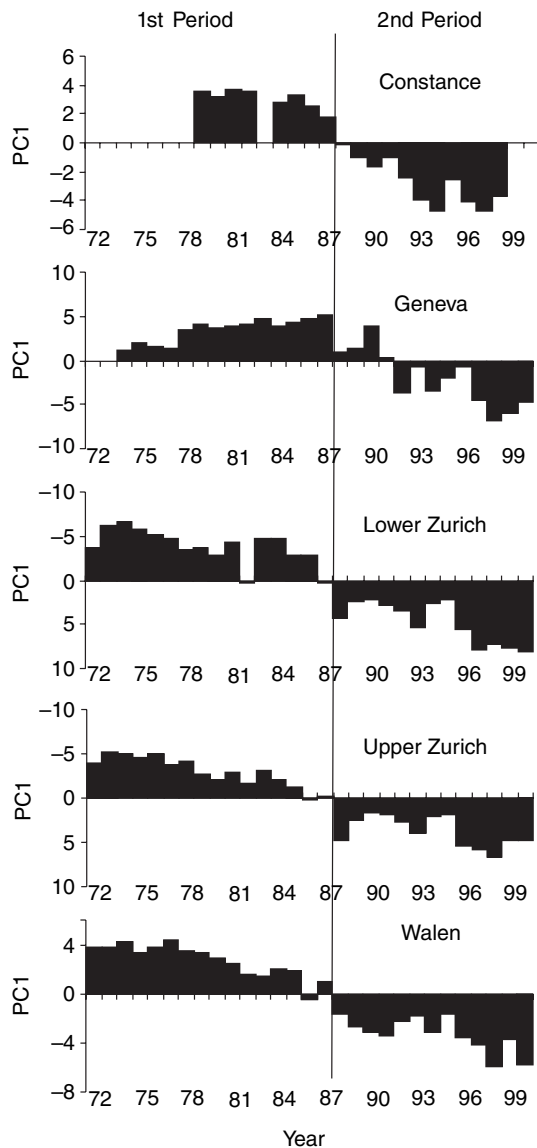 1st Period 2nd Period
Constance
PC1
6
4
2
0
−2
−4
−6
72 75 78 81 84 87 90 93 96 99
Geneva
PC1
10
5
0
−5
−10
72 75 78 81 84 87 90 93 96 99
Lower Zurich
PC1
−10
−5
0
5
10
72 75 78 81 84 87 90 93 96 99
Upper Zurich
PC1
−10
−5
0
5
10
72 75 78 81 84 87 90 93 96 99
Walen
PC1
4
0
−4
−8
72 75 78 81 84 87 90 93 96 99
Year